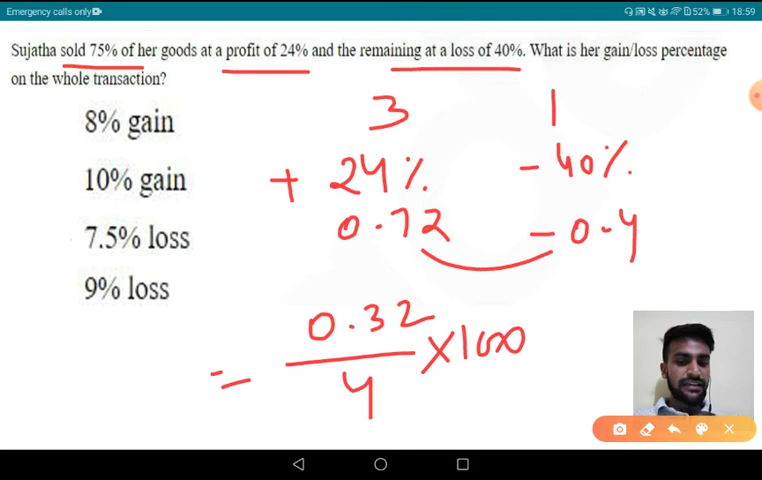 Emergency calls only
52% 18:59
Sujatha sold 75% of her goods at a profit of 24% and the remaining at a loss of 40%. What is her gain/loss percentage
on the whole transaction?
8% gain
10% gain
7.5% loss
9% loss
3 1
+ 24% - 40%
0.72 - 0.4
= 0.32
4
×100